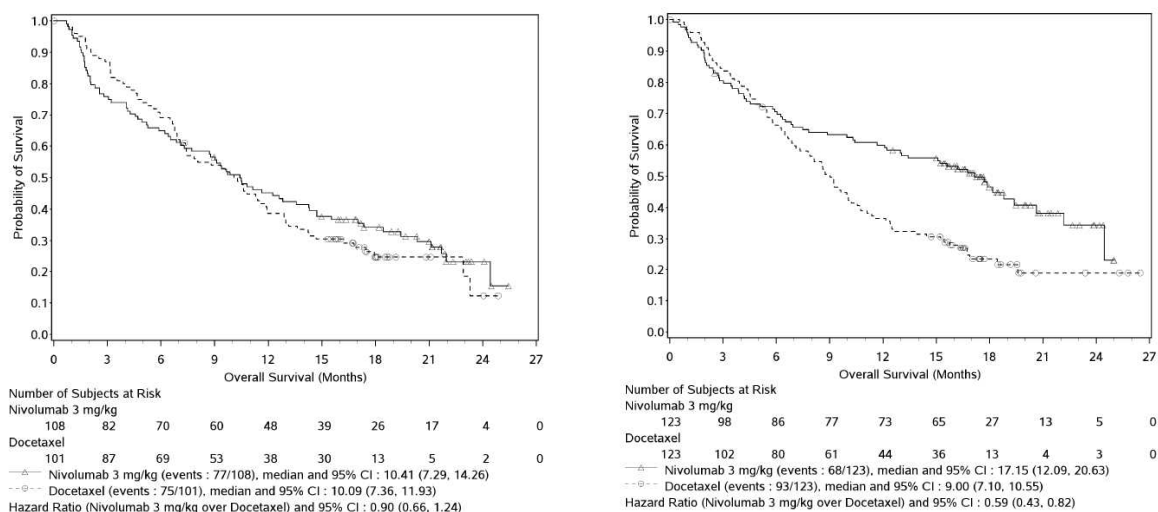 Probability of Survival
1.0
0.9
0.8
0.7
0.6
0.5
0.4
0.3
0.2
0.1
0.0
0 3 6 9 12 15 18 21 24 27
Overall Survival (Months)
Number of Subjects at Risk
Nivolumab 3 mg/kg
108 82 70 60 48 39 26 17 4 0
Docetaxel
101 87 69 53 38 30 13 5 2 0
Nivolumab 3 mg/kg (events : 77/108), median and 95% CI : 10.41 (7.29, 14.26)
Docetaxel (events : 75/101), median and 95% CI : 10.09 (7.36, 11.93)
Hazard Ratio (Nivolumab 3 mg/kg over Docetaxel) and 95% CI : 0.90 (0.66, 1.24)
Probability of Survival
1.0
0.9
0.8
0.7
0.6
0.5
0.4
0.3
0.2
0.1
0.0
0 3 6 9 12 15 18 21 24 27
Overall Survival (Months)
Number of Subjects at Risk
Nivolumab 3 mg/kg
123 98 86 77 73 65 27 13 5 0
Docetaxel
123 102 80 61 44 36 13 4 3 0
Nivolumab 3 mg/kg (events : 68/123), median and 95% CI : 17.15 (12.09, 20.63)
Docetaxel (events : 93/123), median and 95% CI : 9.00 (7.10, 10.55)
Hazard Ratio (Nivolumab 3 mg/kg over Docetaxel) and 95% CI : 0.59 (0.43, 0.82)